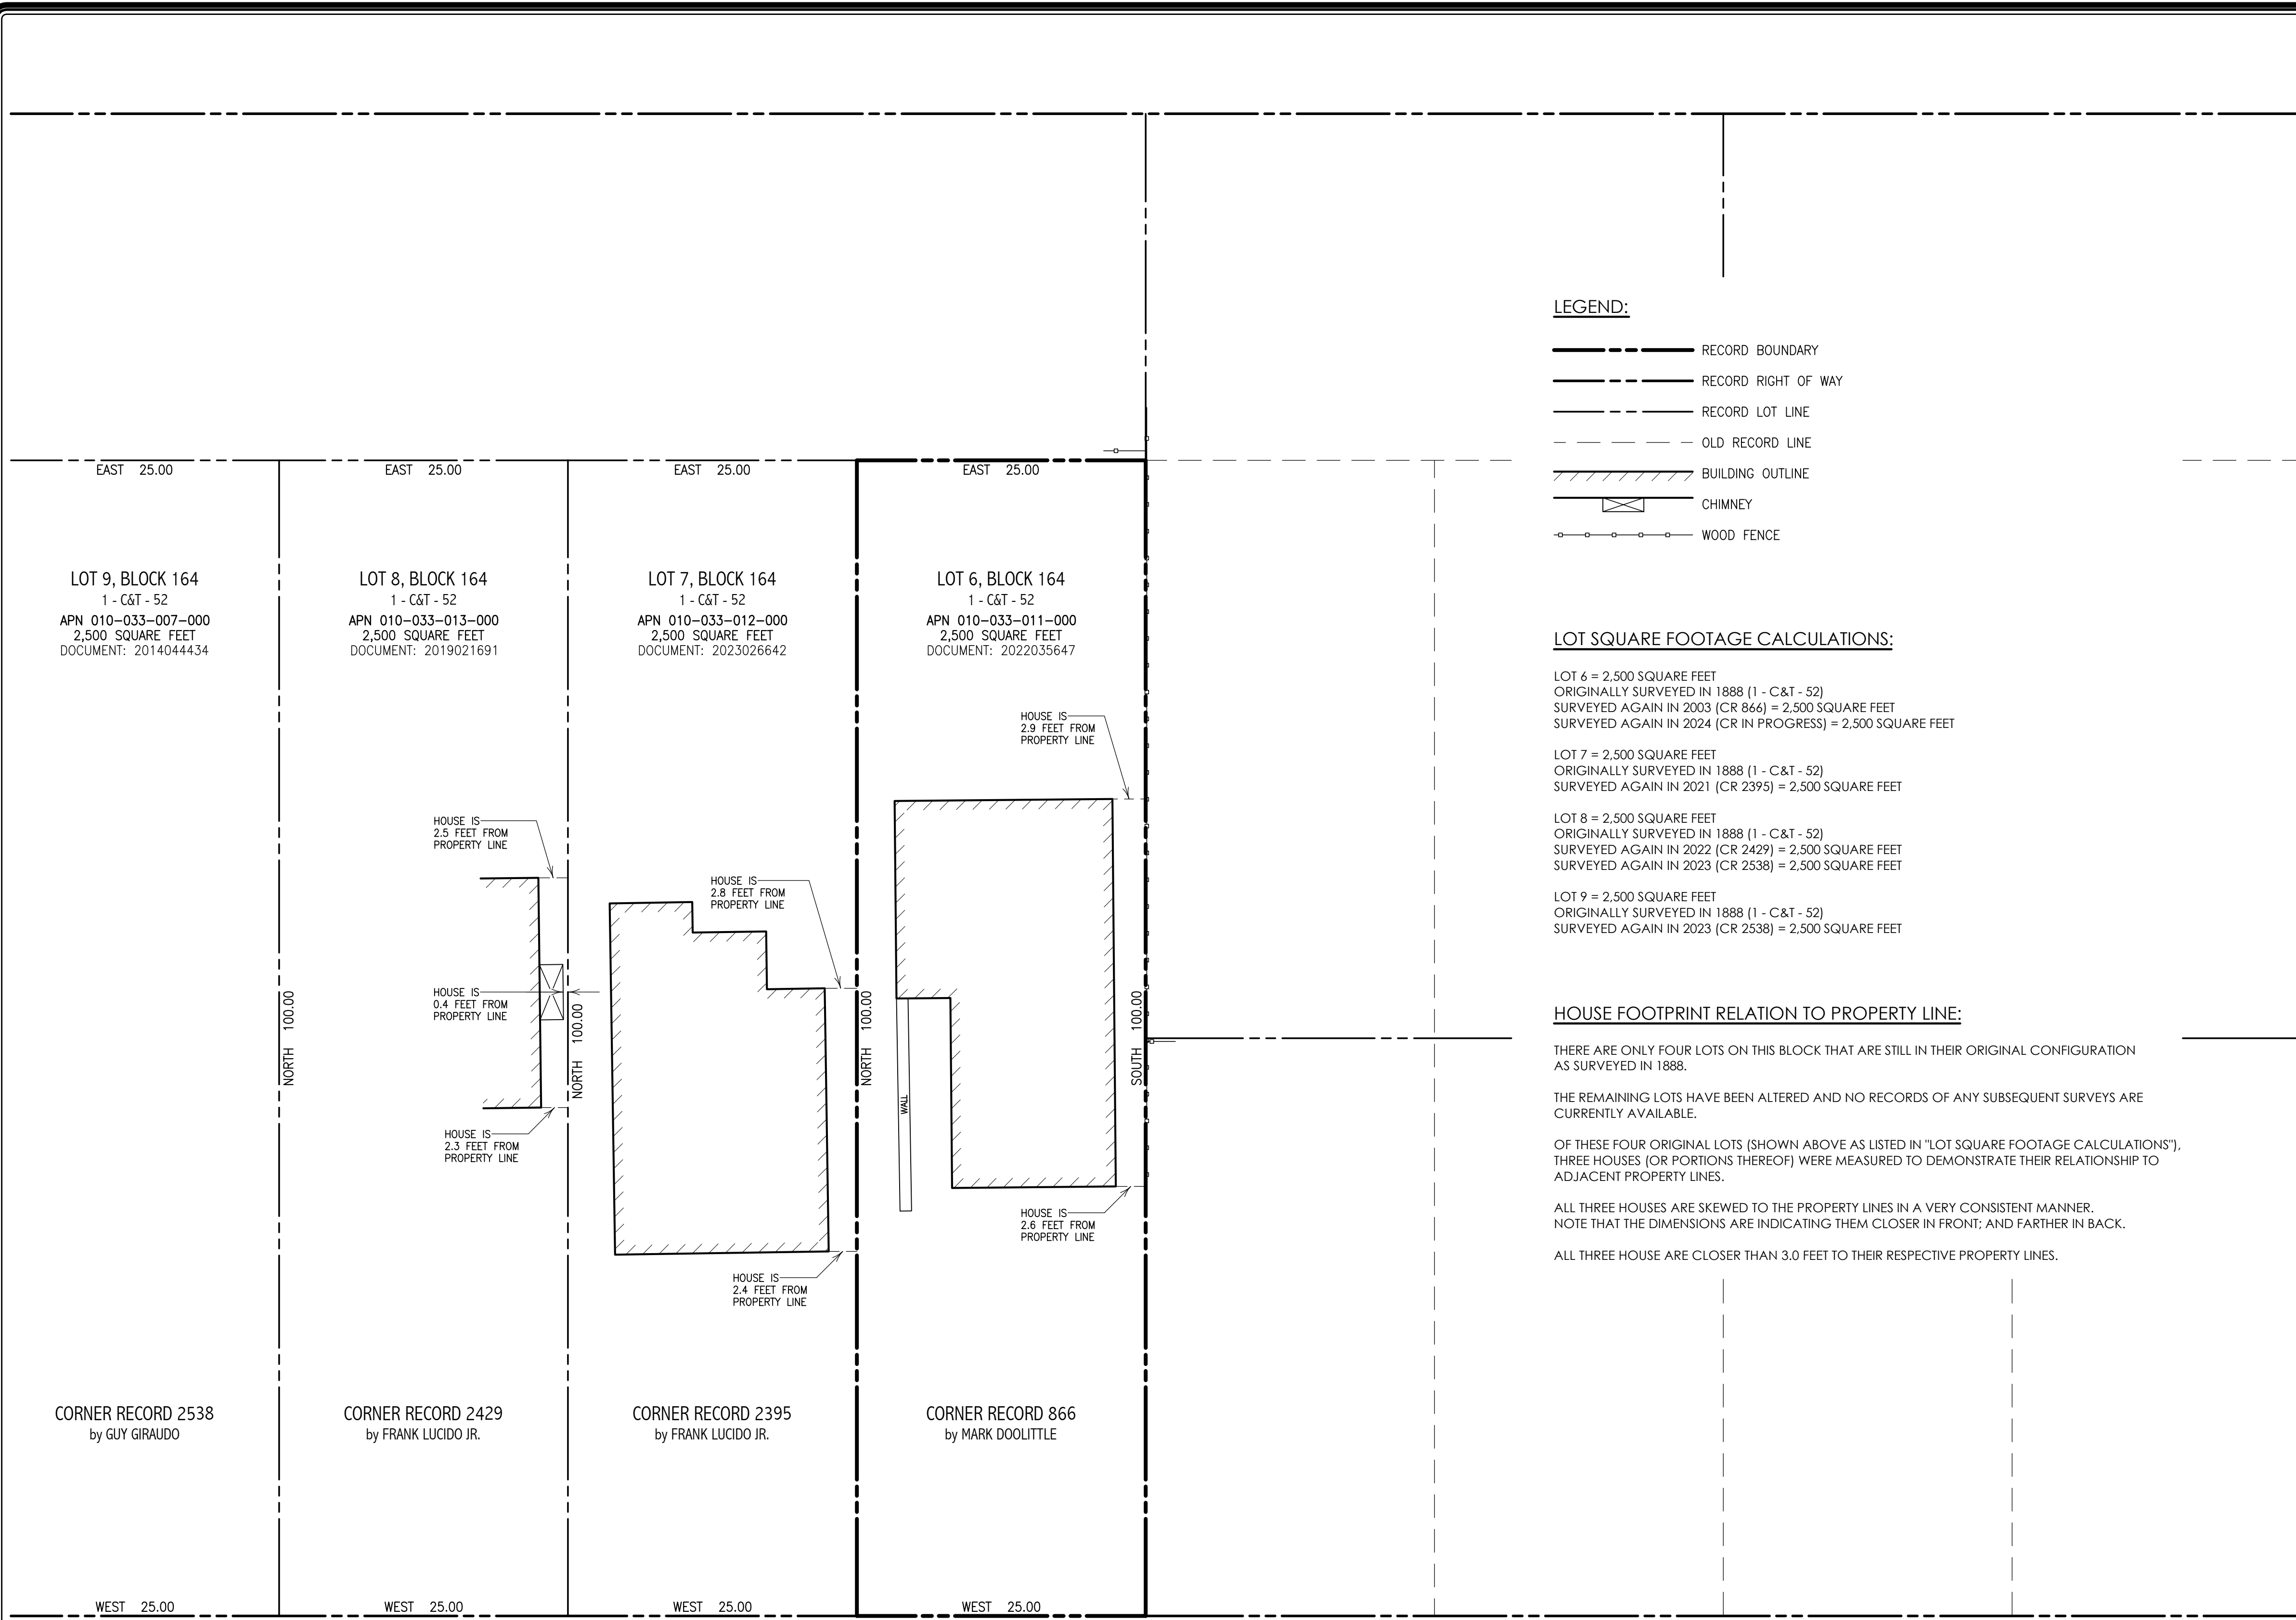 EAST 25.00
EAST 25.00
EAST 25.00
EAST 25.00
LOT 9, BLOCK 164
1 - C&T - 52
APN 010-033-007-000
2,500 SQUARE FEET
DOCUMENT: 2014044434
LOT 8, BLOCK 164
1 - C&T - 52
APN 010-033-013-000
2,500 SQUARE FEET
DOCUMENT: 2019021691
LOT 7, BLOCK 164
1 - C&T - 52
APN 010-033-012-000
2,500 SQUARE FEET
DOCUMENT: 2023026642
LOT 6, BLOCK 164
1 - C&T - 52
APN 010-033-011-000
2,500 SQUARE FEET
DOCUMENT: 2022035647
HOUSE IS
2.9 FEET FROM
PROPERTY LINE
HOUSE IS
2.5 FEET FROM
PROPERTY LINE
HOUSE IS
2.8 FEET FROM
PROPERTY LINE
HOUSE IS
0.4 FEET FROM
PROPERTY LINE
NORTH 100.00
NORTH 100.00
NORTH 100.00
SOUTH 100.00
WALL
HOUSE IS
2.3 FEET FROM
PROPERTY LINE
HOUSE IS
2.6 FEET FROM
PROPERTY LINE
HOUSE IS
2.4 FEET FROM
PROPERTY LINE
CORNER RECORD 2538
by GUY GIRAUDO
CORNER RECORD 2429
by FRANK LUCIDO JR.
CORNER RECORD 2395
by FRANK LUCIDO JR.
CORNER RECORD 866
by MARK DOOLITTLE
WEST 25.00
WEST 25.00
WEST 25.00
WEST 25.00
LEGEND:
RECORD BOUNDARY
RECORD RIGHT OF WAY
RECORD LOT LINE
OLD RECORD LINE
BUILDING OUTLINE
CHIMNEY
WOOD FENCE
LOT SQUARE FOOTAGE CALCULATIONS:
LOT 6 = 2,500 SQUARE FEET
ORIGINALLY SURVEYED IN 1888 (1 - C&T - 52)
SURVEYED AGAIN IN 2003 (CR 866) = 2,500 SQUARE FEET
SURVEYED AGAIN IN 2024 (CR IN PROGRESS) = 2,500 SQUARE FEET
LOT 7 = 2,500 SQUARE FEET
ORIGINALLY SURVEYED IN 1888 (1 - C&T - 52)
SURVEYED AGAIN IN 2021 (CR 2395) = 2,500 SQUARE FEET
LOT 8 = 2,500 SQUARE FEET
ORIGINALLY SURVEYED IN 1888 (1 - C&T - 52)
SURVEYED AGAIN IN 2022 (CR 2429) = 2,500 SQUARE FEET
SURVEYED AGAIN IN 2023 (CR 2538) = 2,500 SQUARE FEET
LOT 9 = 2,500 SQUARE FEET
ORIGINALLY SURVEYED IN 1888 (1 - C&T - 52)
SURVEYED AGAIN IN 2023 (CR 2538) = 2,500 SQUARE FEET
HOUSE FOOTPRINT RELATION TO PROPERTY LINE:
THERE ARE ONLY FOUR LOTS ON THIS BLOCK THAT ARE STILL IN THEIR ORIGINAL CONFIGURATION
AS SURVEYED IN 1888.
THE REMAINING LOTS HAVE BEEN ALTERED AND NO RECORDS OF ANY SUBSEQUENT SURVEYS ARE
CURRENTLY AVAILABLE.
OF THESE FOUR ORIGINAL LOTS (SHOWN ABOVE AS LISTED IN "LOT SQUARE FOOTAGE CALCULATIONS"),
THREE HOUSES (OR PORTIONS THEREOF) WERE MEASURED TO DEMONSTRATE THEIR RELATIONSHIP TO
ADJACENT PROPERTY LINES.
ALL THREE HOUSES ARE SKEWED TO THE PROPERTY LINES IN A VERY CONSISTENT MANNER.
NOTE THAT THE DIMENSIONS ARE INDICATING THEM CLOSER IN FRONT; AND FARTHER IN BACK.
ALL THREE HOUSE ARE CLOSER THAN 3.0 FEET TO THEIR RESPECTIVE PROPERTY LINES.